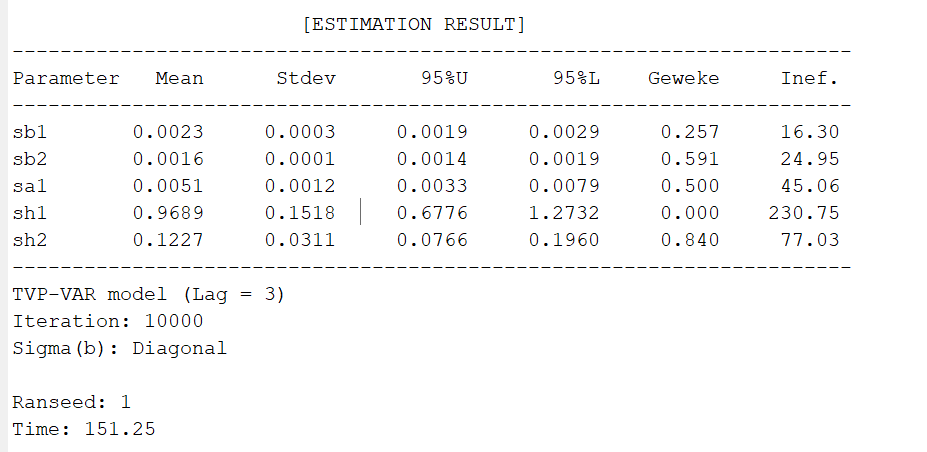 [ESTIMATION RESULT]
----------------------------------------------------------------------
Parameter Mean Stdev 95%U 95%L Geweke Inef.
----------------------------------------------------------------------
sb1 0.0023 0.0003 0.0019 0.0029 0.257 16.30
sb2 0.0016 0.0001 0.0014 0.0019 0.591 24.95
sa1 0.0051 0.0012 0.0033 0.0079 0.500 45.06
sh1 0.9689 0.1518 0.6776 1.2732 0.000 230.75
sh2 0.1227 0.0311 0.0766 0.1960 0.840 77.03
----------------------------------------------------------------------
TVP-VAR model (Lag = 3)
Iteration: 10000
Sigma(b): Diagonal
Ranseed: 1
Time: 151.25